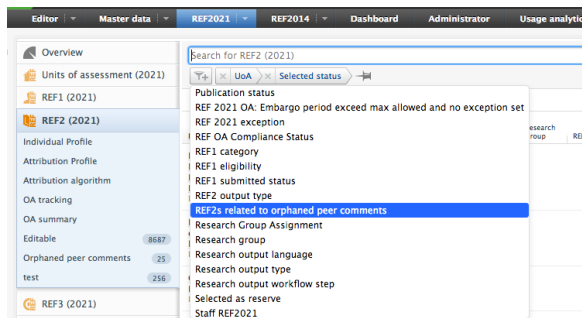 Editor
Master data
REF2021
REF2014
Dashboard
Administrator
Usage analytic
Overview
Units of assessment (2021)
REF1 (2021)
REF2 (2021)
Individual Profile
Attribution Profile
Attribution algorithm
OA tracking
OA summary
Editable 8687
Orphaned peer comments 25
test 256
REF3 (2021)
Search for REF2 (2021)
UoA
Selected status
Publication status
REF 2021 OA: Embargo period exceed max allowed and no exception set
REF 2021 exception
REF OA Compliance Status
REF1 category
REF1 eligibility
REF1 submitted status
REF2 output type
REF2s related to orphaned peer comments
Research Group Assignment
Research group
Research output language
Research output type
Research output workflow step
Selected as reserve
Staff REF2021
esearch
roup
REI